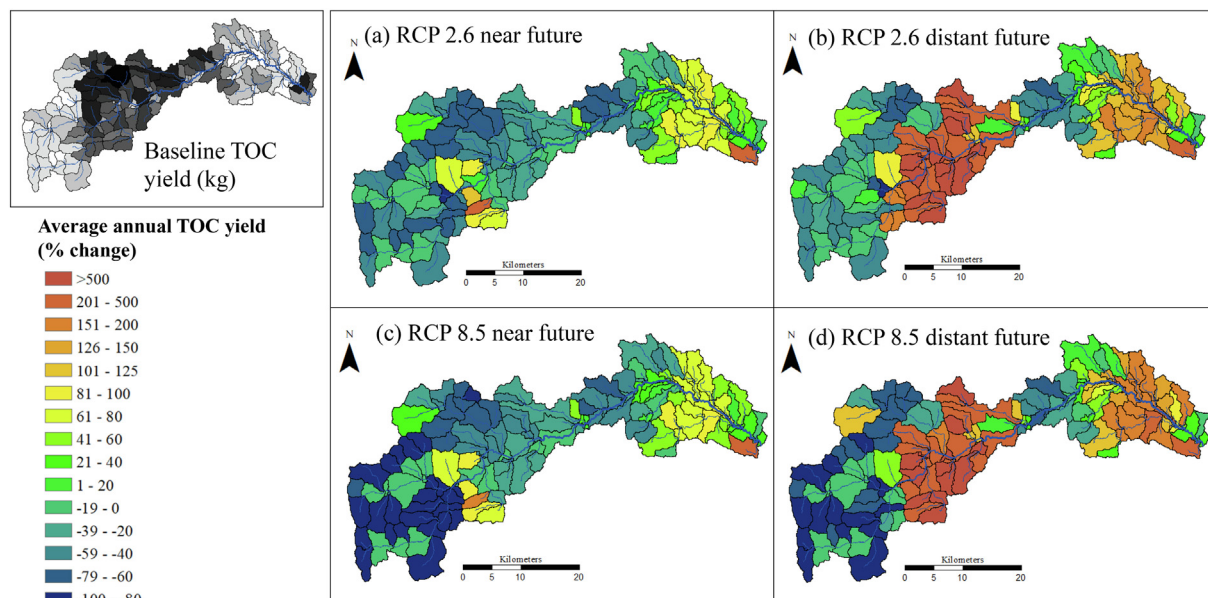 Baseline TOC
yield (kg)
Average annual TOC yield
(% change)
>500
201 - 500
151 - 200
126 - 150
101 - 125
81 - 100
61 - 80
41 - 60
21 - 40
1 - 20
-19 - 0
-39 - -20
-59 - -40
-79 - -60
-100 - -80
(a) RCP 2.6 near future
N
Kilometers
0 5 10 20
(b) RCP 2.6 distant future
N
Kilometers
0 5 10 20
(c) RCP 8.5 near future
N
Kilometers
0 5 10 20
(d) RCP 8.5 distant future
N
Kilometers
0 5 10 20